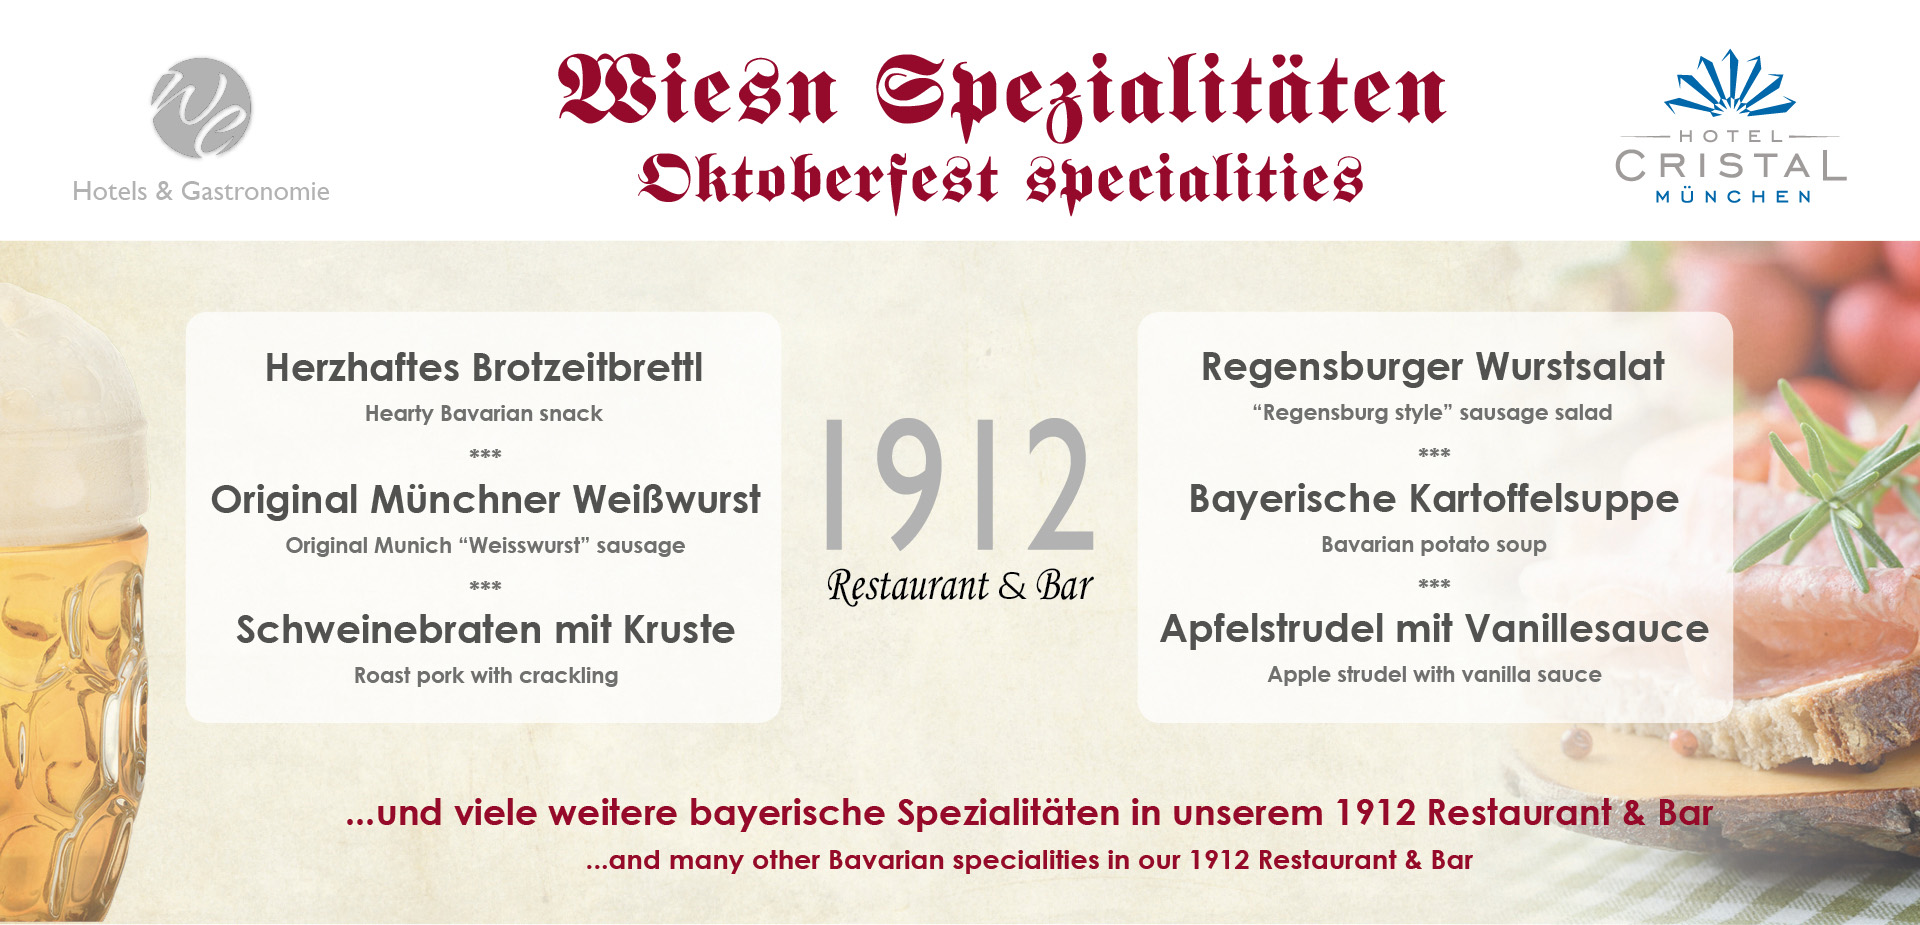 WC
Hotels & Gastronomie
Wiesn Spezialitäten
Oktoberfest specialities
HOTEL
CRISTAL
MÜNCHEN
Herzhaftes Brotzeitbrettl
Hearty Bavarian snack
***
Original Münchner Weißwurst
Original Munich “Weisswurst” sausage
***
Schweinebraten mit Kruste
Roast pork with crackling
1912
Restaurant & Bar
Regensburger Wurstsalat
“Regensburg style” sausage salad
***
Bayerische Kartoffelsuppe
Bavarian potato soup
***
Apfelstrudel mit Vanillesauce
Apple strudel with vanilla sauce
...und viele weitere bayerische Spezialitäten in unserem 1912 Restaurant & Bar
...and many other Bavarian specialities in our 1912 Restaurant & Bar